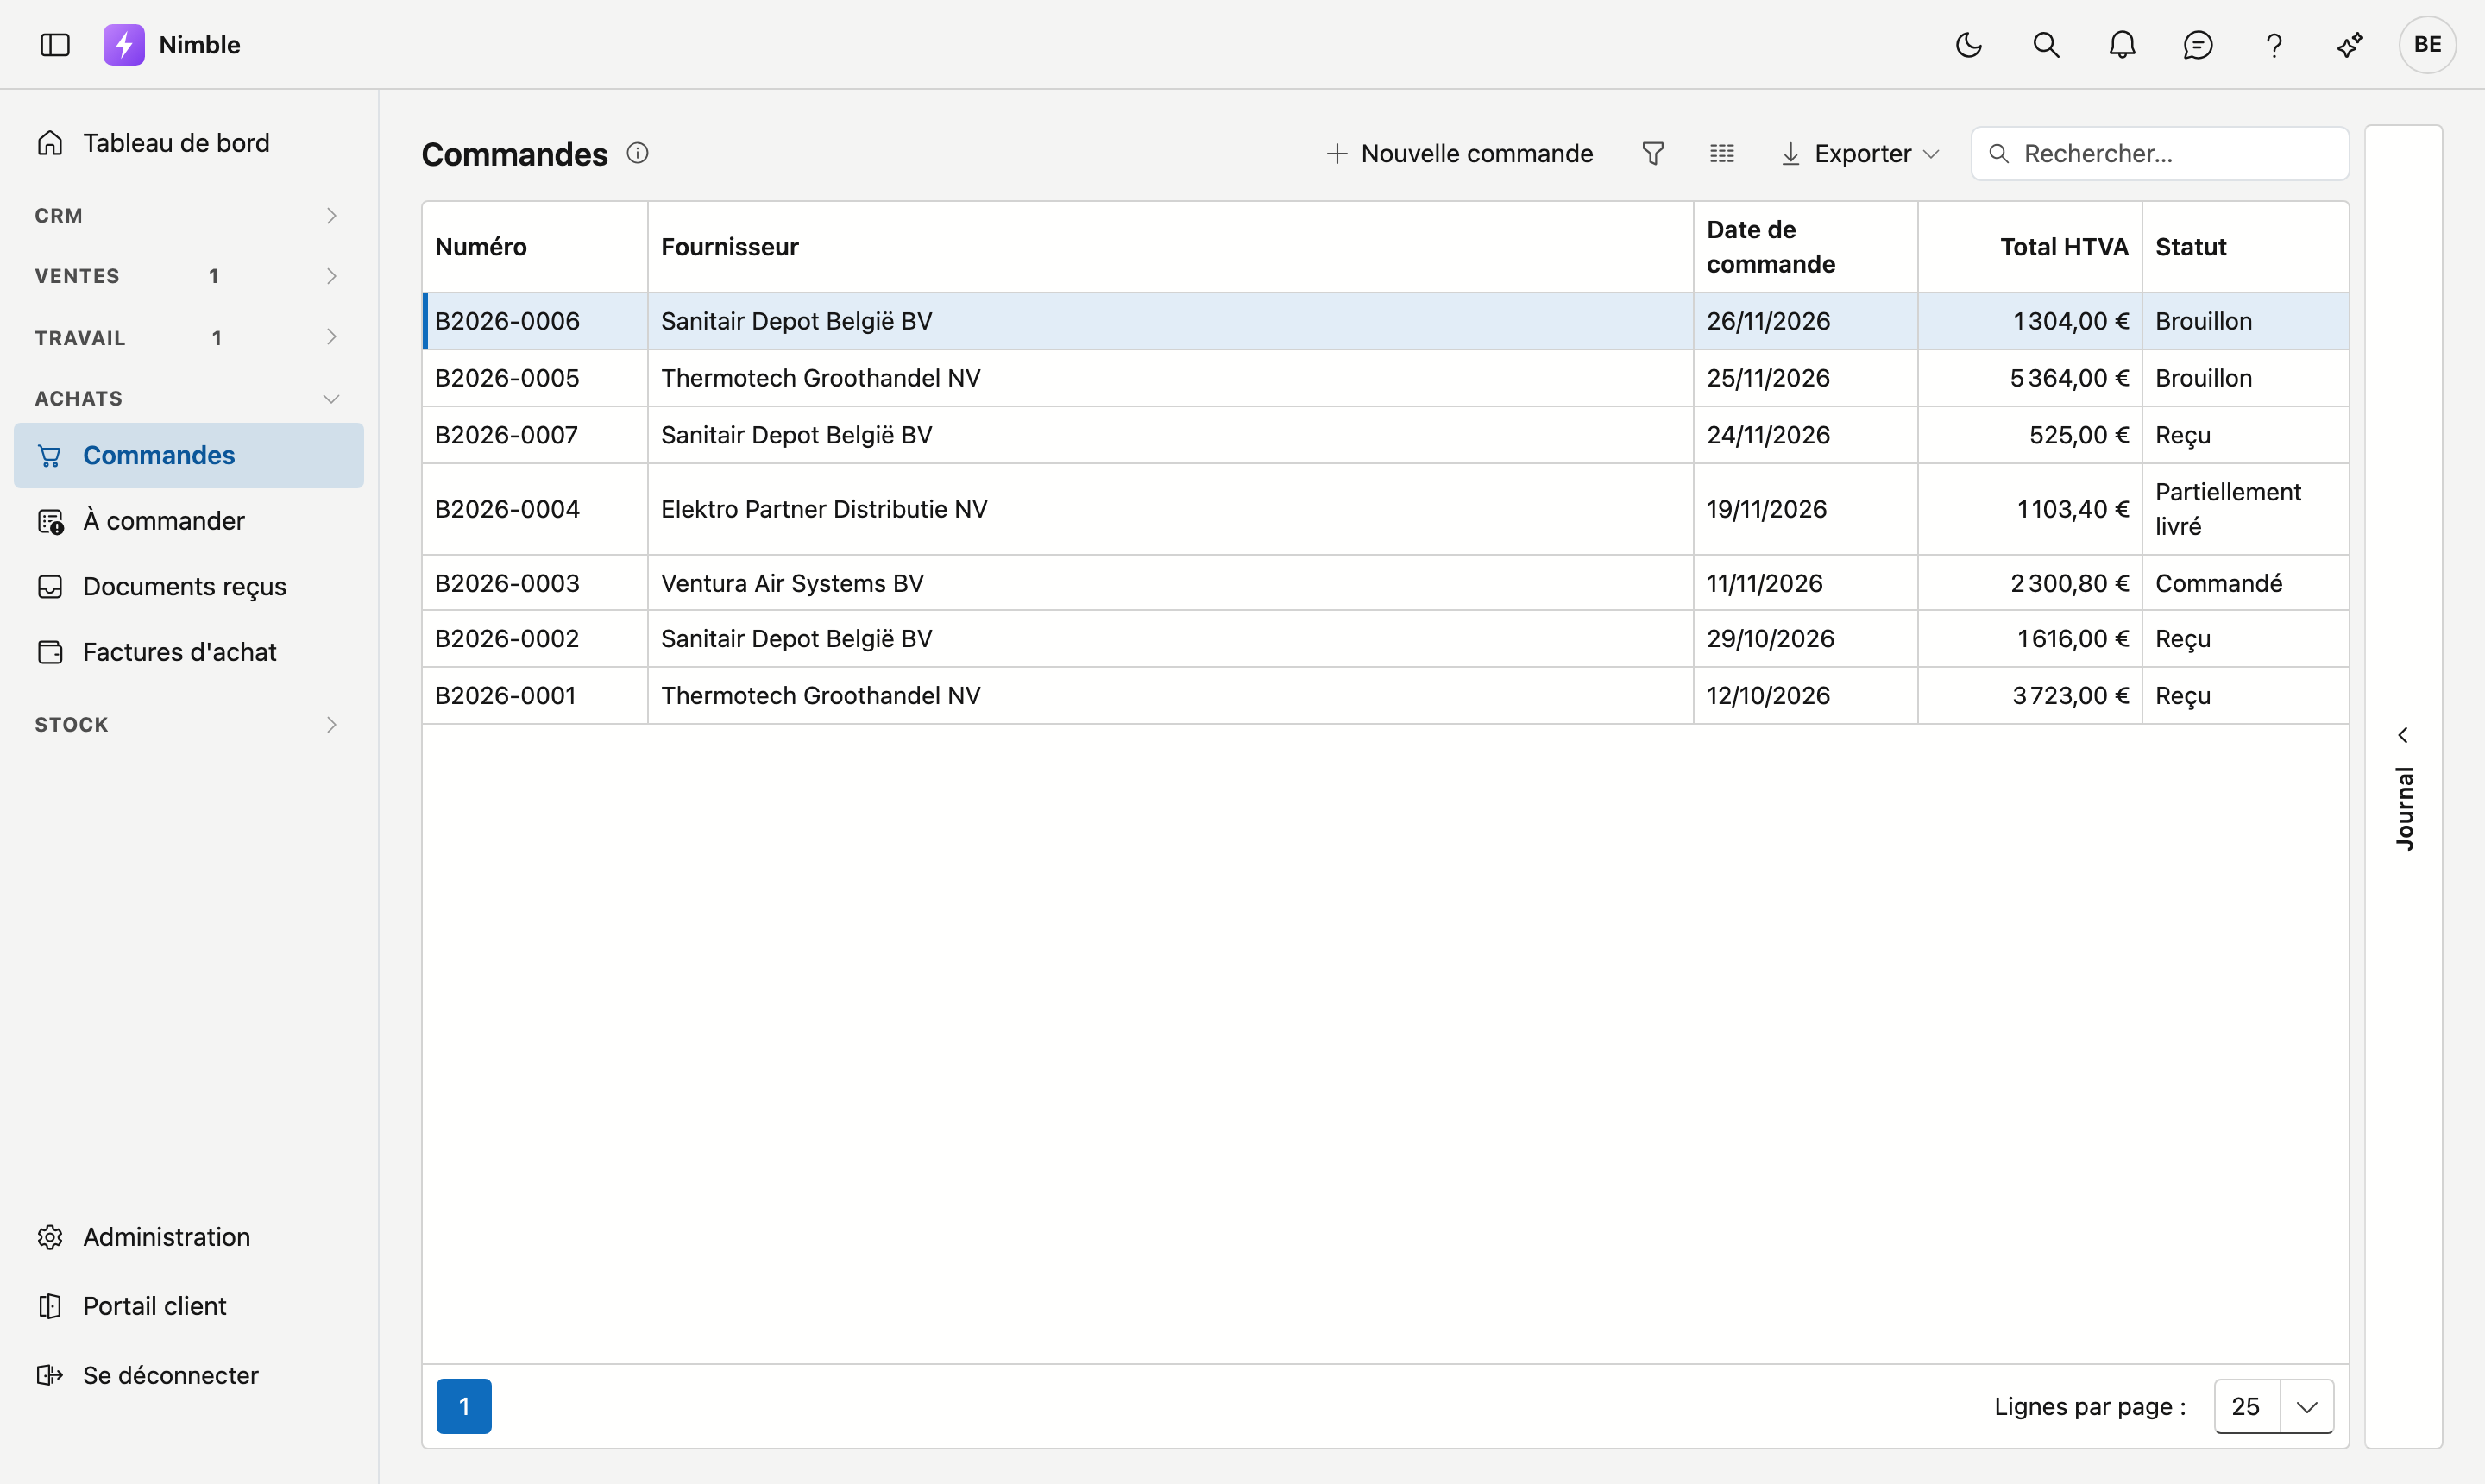 Nimble
BE
Tableau de bord
CRM
VENTES 1
TRAVAIL 1
ACHATS
Commandes
À commander
Documents reçus
Factures d'achat
STOCK
Administration
Portail client
Se déconnecter
Commandes
Nouvelle commande
Exporter
Rechercher...
Numéro Fournisseur Date de commande Total HTVA Statut
B2026-0006 Sanitair Depot België BV 26/11/2026 1 304,00 € Brouillon
B2026-0005 Thermotech Groothandel NV 25/11/2026 5 364,00 € Brouillon
B2026-0007 Sanitair Depot België BV 24/11/2026 525,00 € Reçu
B2026-0004 Elektro Partner Distributie NV 19/11/2026 1 103,40 € Partiellement livré
B2026-0003 Ventura Air Systems BV 11/11/2026 2 300,80 € Commandé
B2026-0002 Sanitair Depot België BV 29/10/2026 1 616,00 € Reçu
B2026-0001 Thermotech Groothandel NV 12/10/2026 3 723,00 € Reçu
1
Lignes par page : 25
Journal